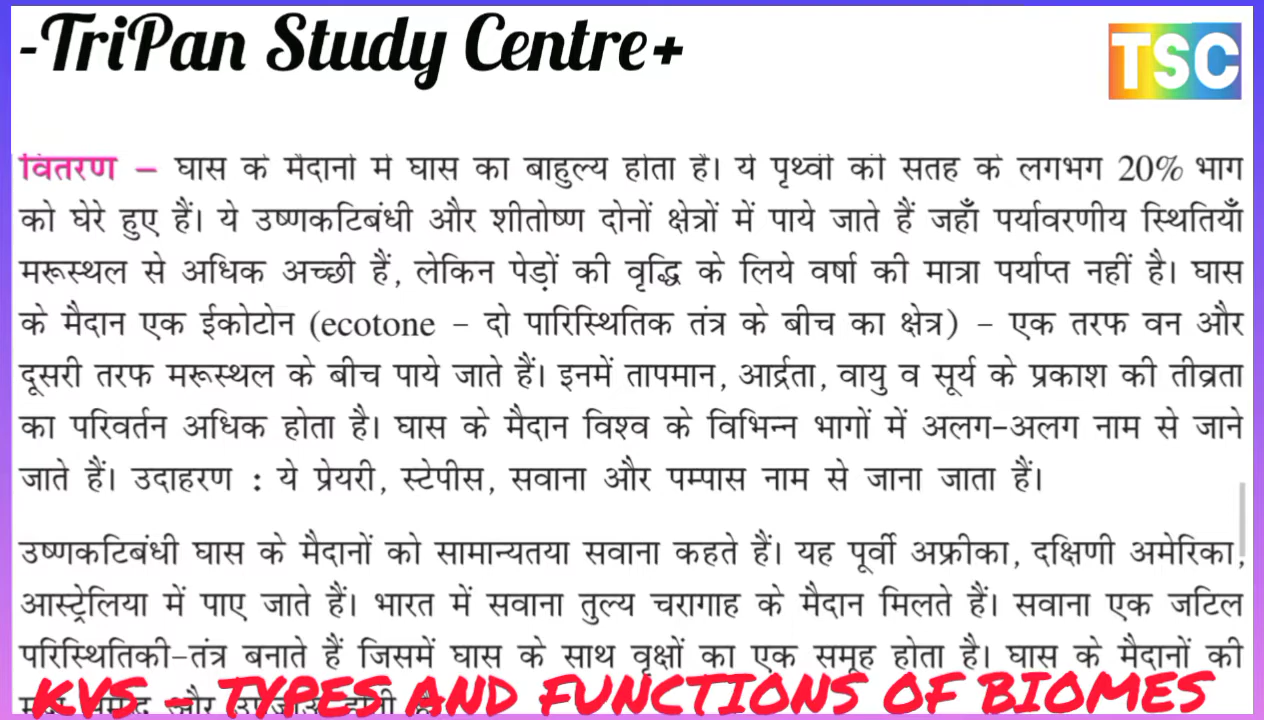 -TriPan Study Centre+
TSC
वितरण – घास के मैदानों में घास का बाहुल्य होता है। ये पृथ्वी की सतह के लगभग 20% भाग
को घेरे हुए हैं। ये उष्णकटिबंधी और शीतोष्ण दोनों क्षेत्रों में पाये जाते हैं जहाँ पर्यावरणीय स्थितियाँ
मरूस्थल से अधिक अच्छी हैं, लेकिन पेड़ों की वृद्धि के लिये वर्षा की मात्रा पर्याप्त नहीं है। घास
के मैदान एक ईकोटोन (ecotone – दो पारिस्थितिक तंत्र के बीच का क्षेत्र) – एक तरफ वन और
दूसरी तरफ मरूस्थल के बीच पाये जाते हैं। इनमें तापमान, आर्द्रता, वायु व सूर्य के प्रकाश की तीव्रता
का परिवर्तन अधिक होता है। घास के मैदान विश्व के विभिन्न भागों में अलग-अलग नाम से जाने
जाते हैं। उदाहरण : ये प्रेयरी, स्टेपीस, सवाना और पम्पास नाम से जाना जाता हैं।
उष्णकटिबंधी घास के मैदानों को सामान्यतया सवाना कहते हैं। यह पूर्वी अफ्रीका, दक्षिणी अमेरिका,
आस्ट्रेलिया में पाए जाते हैं। भारत में सवाना तुल्य चरागाह के मैदान मिलते हैं। सवाना एक जटिल
परिस्थितिकी-तंत्र बनाते हैं जिसमें घास के साथ वृक्षों का एक समूह होता है। घास के मैदानों की
KVS - TYPES AND FUNCTIONS OF BIOMES